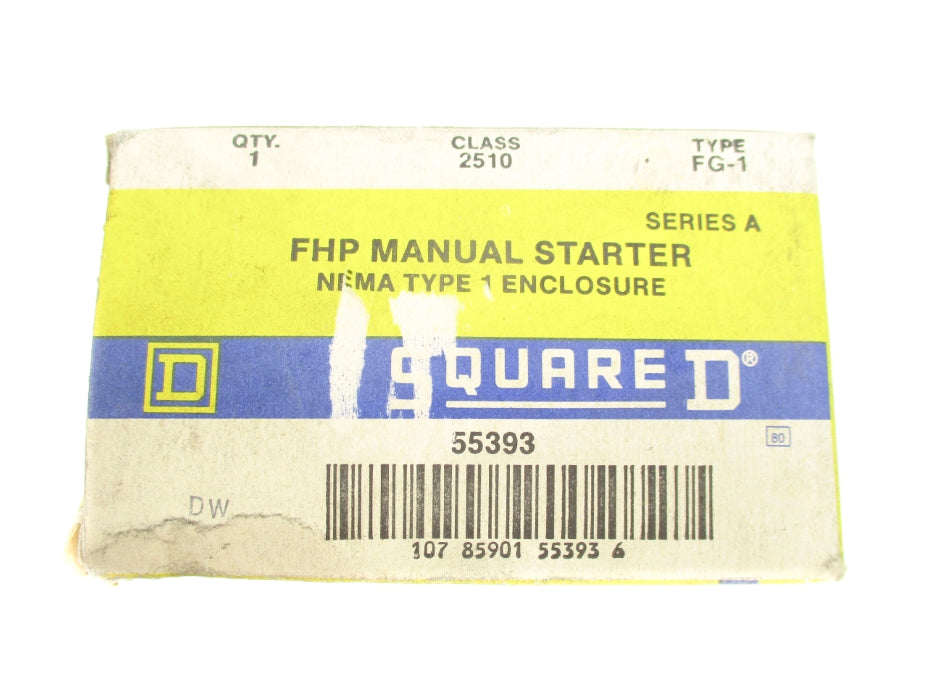 QTY. CLASS TYPE
1 2510 FG-1
SERIES A
FHP MANUAL STARTER
NEMA TYPE 1 ENCLOSURE
D SQUARE D®
55393
80
DW
107 85901 55393 6